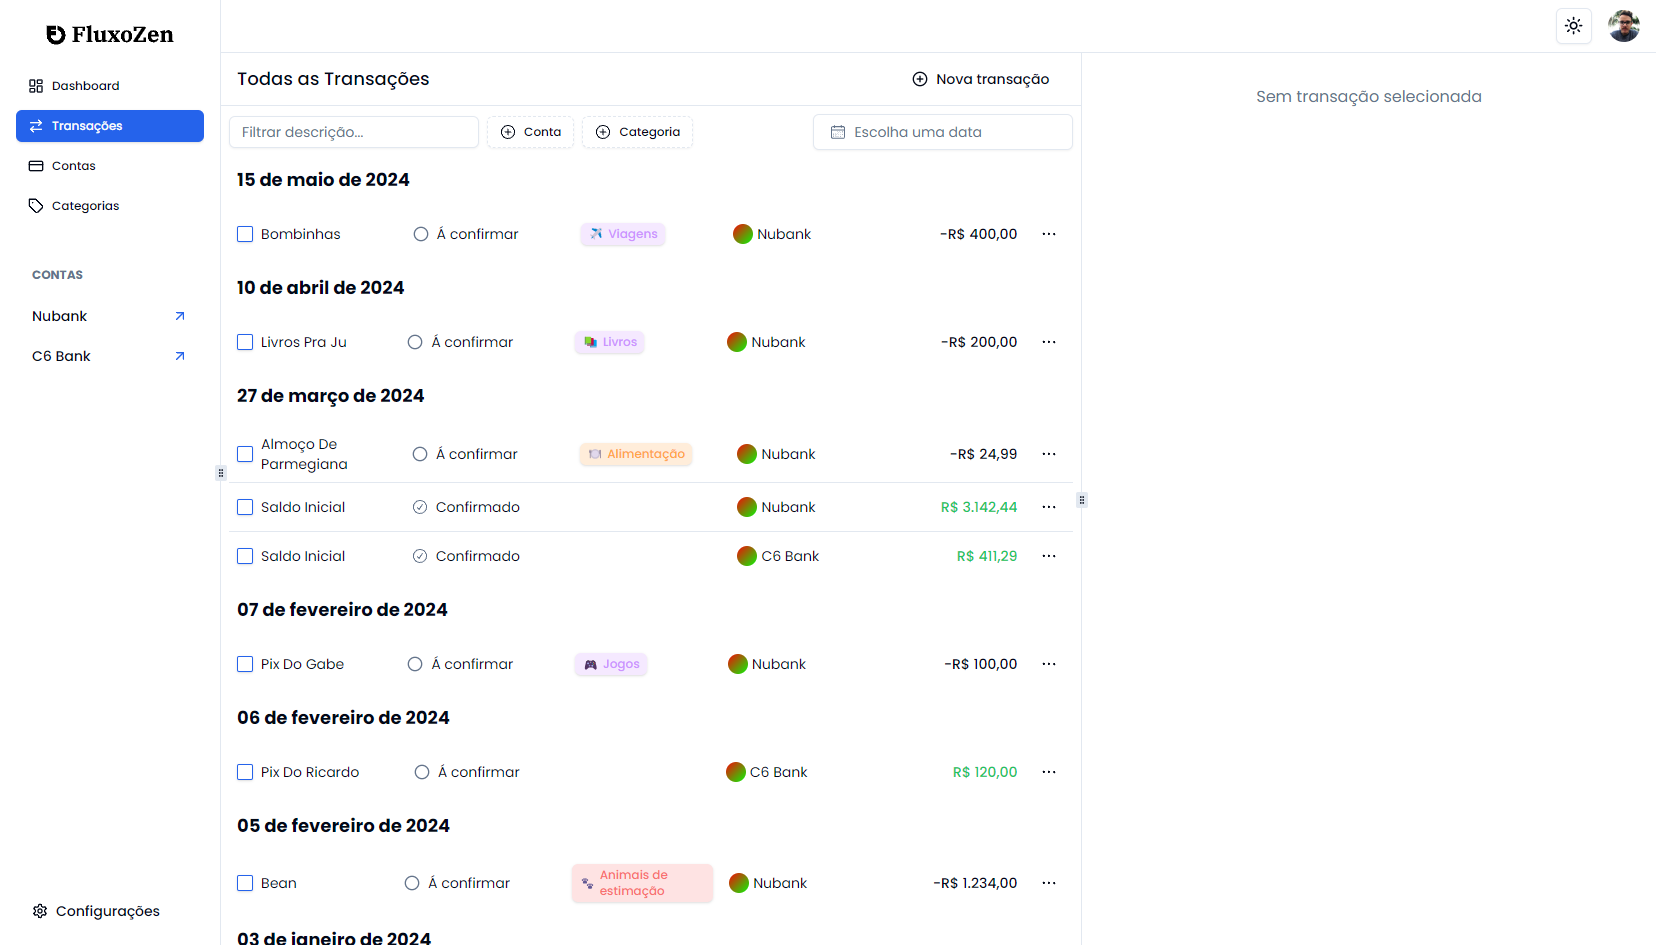 FluxoZen
Dashboard
Transações
Contas
Categorias
CONTAS
Nubank
C6 Bank
Configurações
Todas as Transações
Nova transação
Filtrar descrição...
Conta
Categoria
Escolha uma data
15 de maio de 2024
Bombinhas Á confirmar Viagens Nubank -R$ 400,00
10 de abril de 2024
Livros Pra Ju Á confirmar Livros Nubank -R$ 200,00
27 de março de 2024
Almoço De
Parmegiana
Á confirmar Alimentação Nubank -R$ 24,99
Saldo Inicial Confirmado Nubank R$ 3.142,44
Saldo Inicial Confirmado C6 Bank R$ 411,29
07 de fevereiro de 2024
Pix Do Gabe Á confirmar Jogos Nubank -R$ 100,00
06 de fevereiro de 2024
Pix Do Ricardo Á confirmar C6 Bank R$ 120,00
05 de fevereiro de 2024
Bean Á confirmar
Animais de
estimação
Nubank -R$ 1.234,00
03 de janeiro de 2024
Sem transação selecionada